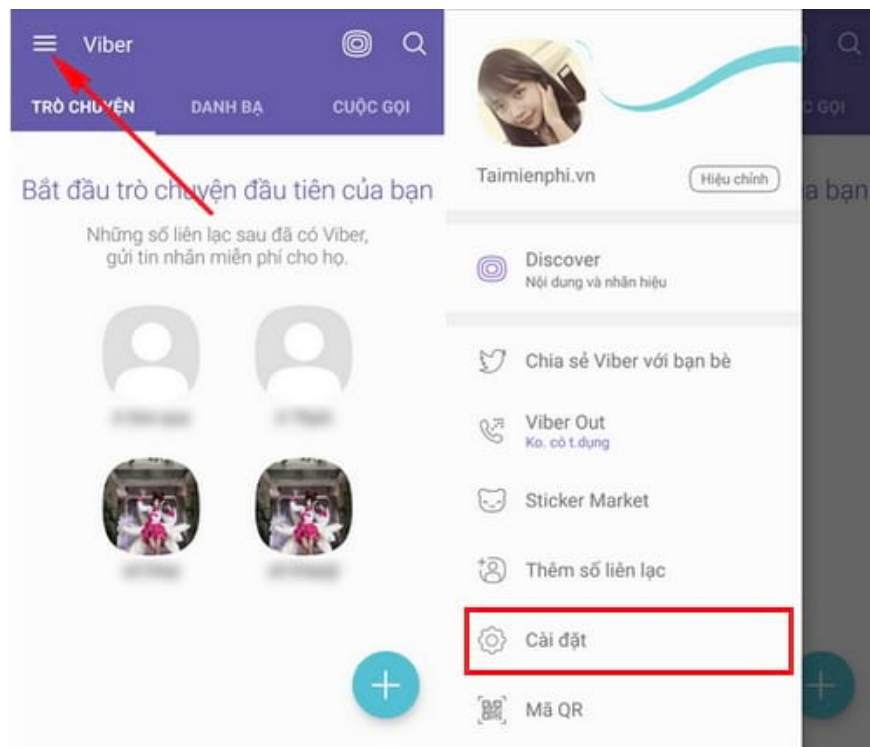 Viber
TRÒ CHUYỆN DANH BẠ CUỘC GỌI
Bắt đầu trò chuyện đầu tiên của bạn
Những số liên lạc sau đã có Viber,
gửi tin nhắn miễn phí cho họ.
Taimienphi.vn
Hiệu chỉnh
Discover
Nội dung và nhãn hiệu
Chia sẻ Viber với bạn bè
Viber Out
Ko. có t.dụng
Sticker Market
Thêm số liên lạc
Cài đặt
Mã QR
GỌI
a bạn